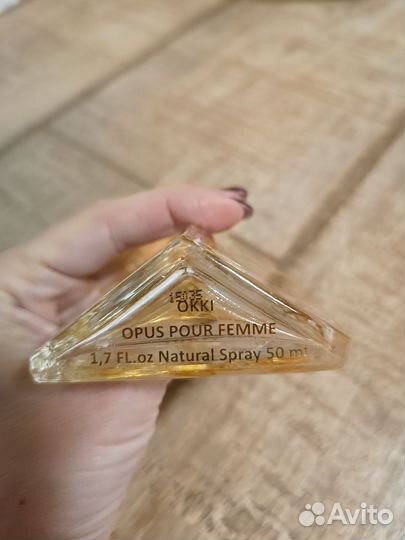 OKKI
OPUS POUR FEMME
1,7 FL.oz Natural Spray 50 ml
Avito